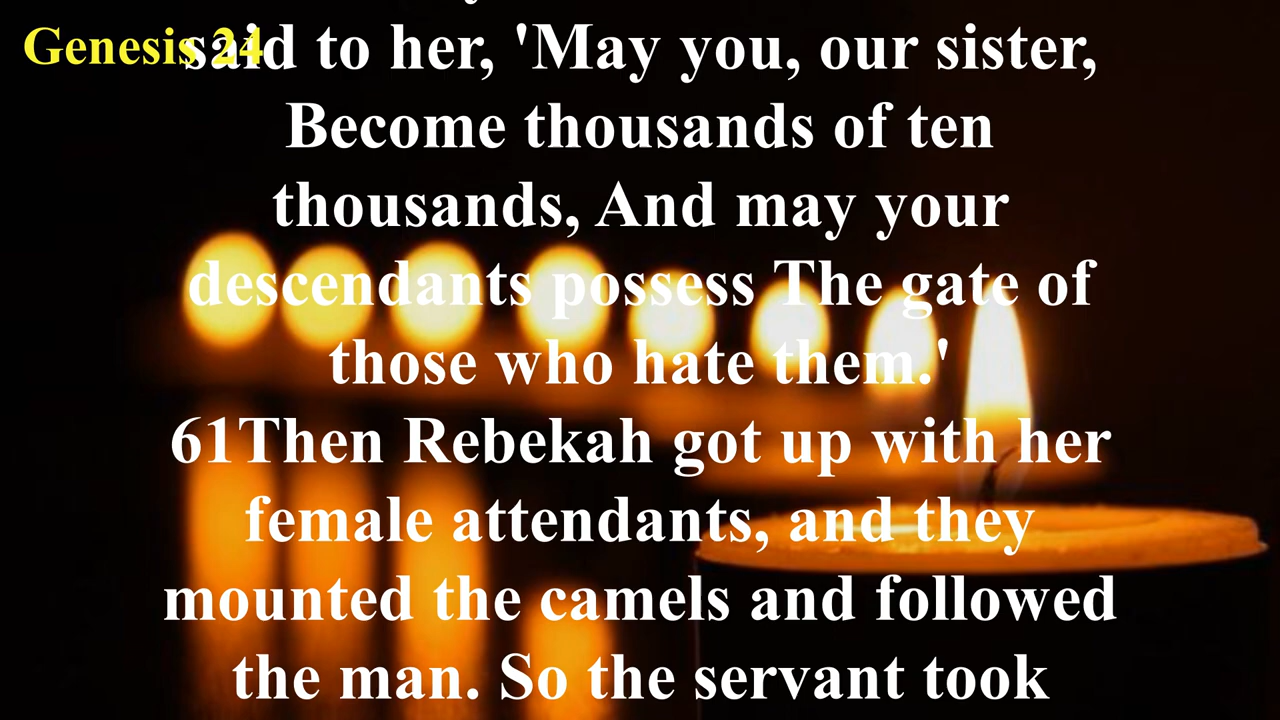 Genesis 24
said to her, 'May you, our sister,
Become thousands of ten
thousands, And may your
descendants possess The gate of
those who hate them.'
61Then Rebekah got up with her
female attendants, and they
mounted the camels and followed
the man. So the servant took